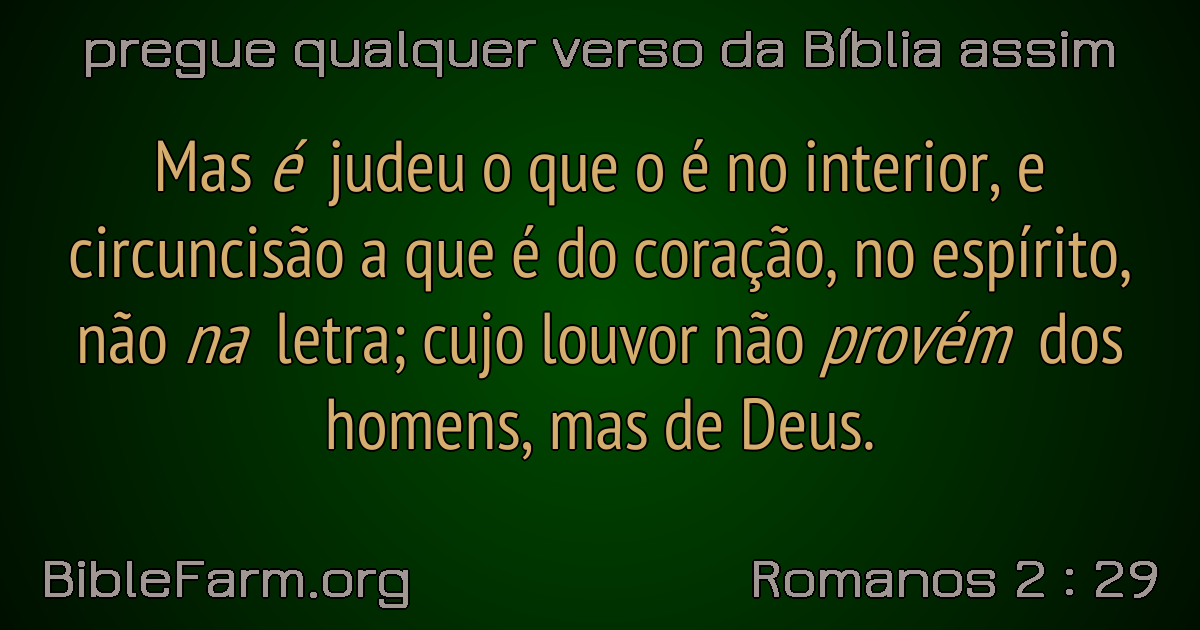 pregue qualquer verso da Bíblia assim
Mas é judeu o que o é no interior, e
circuncisão a que é do coração, no espírito,
não na letra; cujo louvor não provém dos
homens, mas de Deus.
BibleFarm.org
Romanos 2 : 29